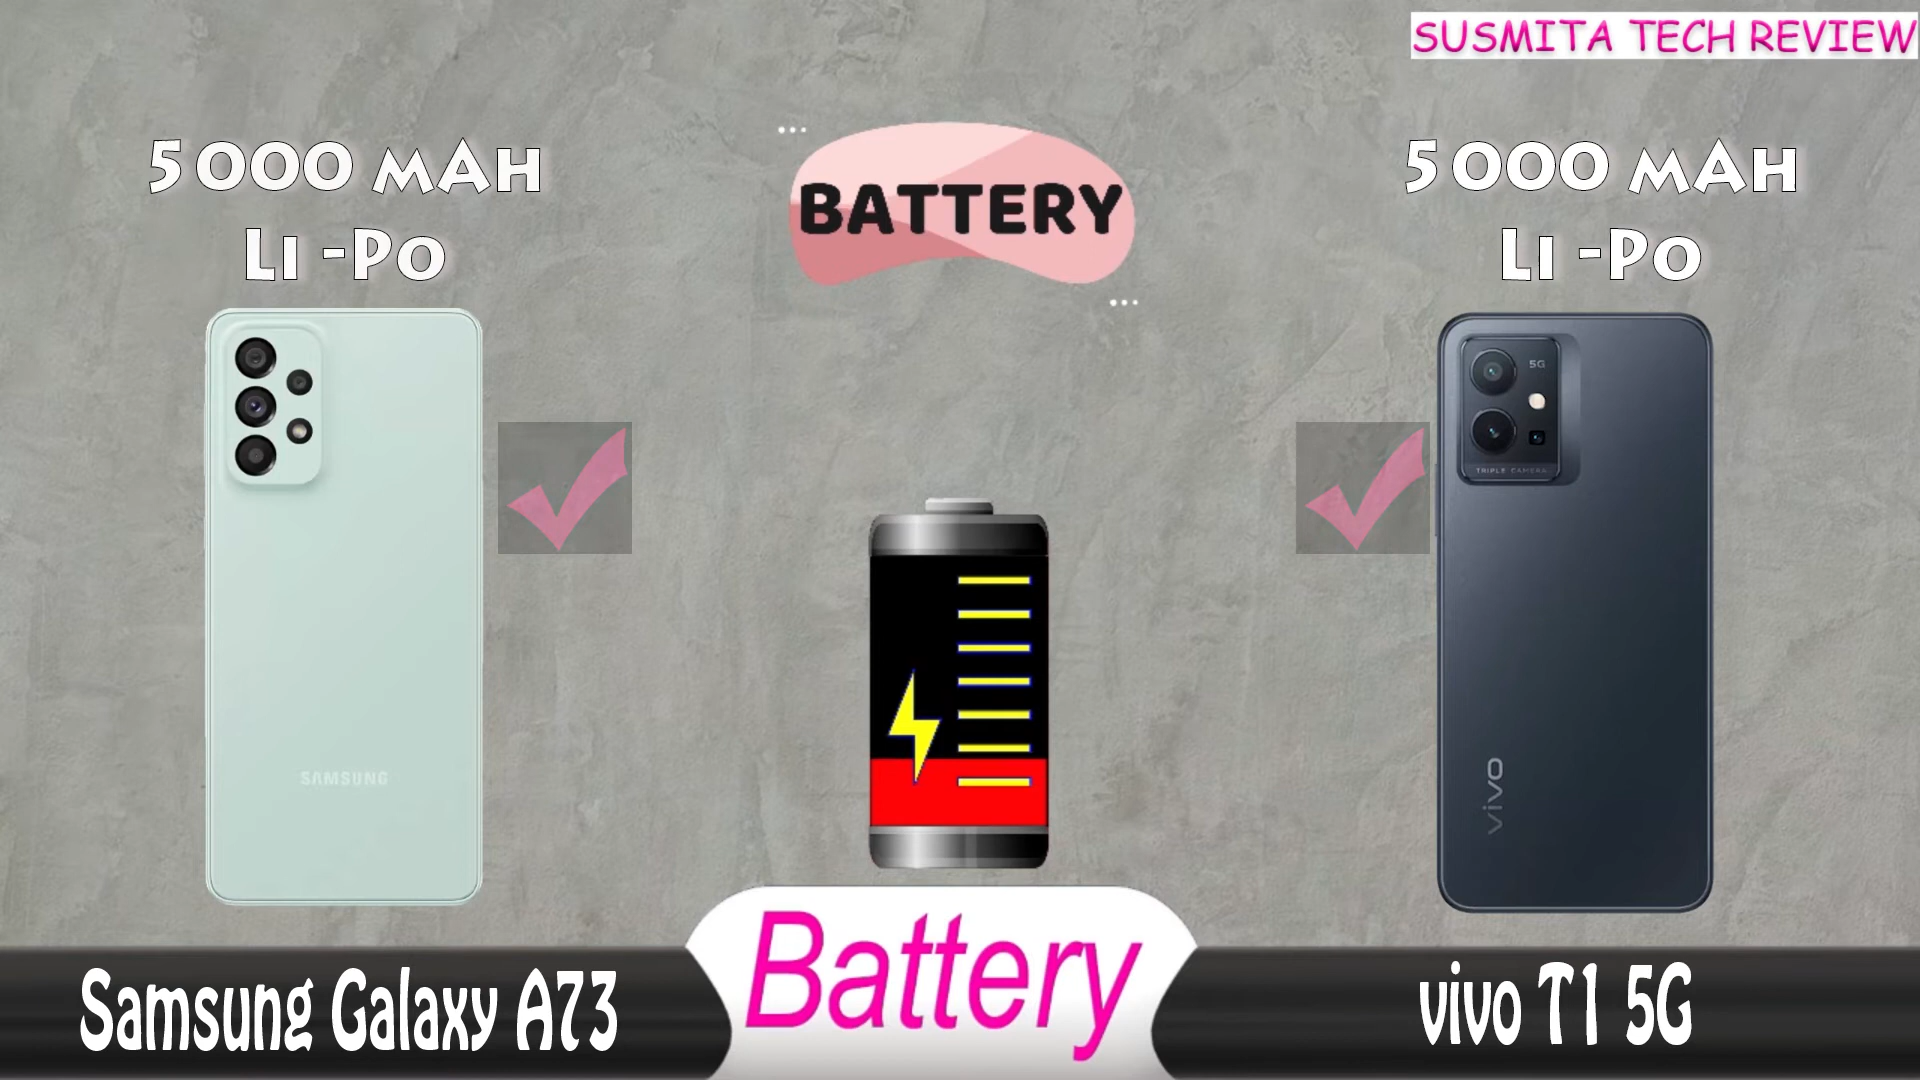 SUSMITA TECH REVIEW
5000 mAh
Li -Po
BATTERY
5000 mAh
Li -Po
5G
TRIPLE CAMERA
SAMSUNG
vivo
Samsung Galaxy A73
Battery
vivo T1 5G